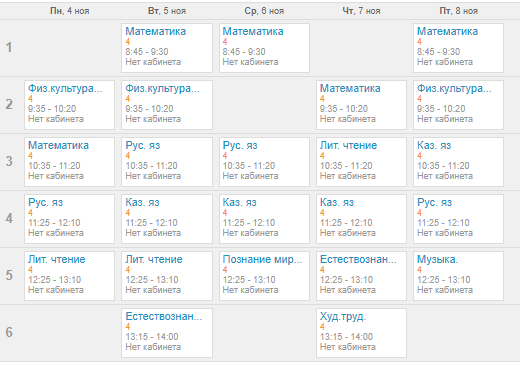 Пн, 4 ноя
Вт, 5 ноя
Ср, 6 ноя
Чт, 7 ноя
Пт, 8 ноя
1
Математика
4
8:45 - 9:30
Нет кабинета
Математика
4
8:45 - 9:30
Нет кабинета
Математика
4
8:45 - 9:30
Нет кабинета
2
Физ.культура...
4
9:35 - 10:20
Нет кабинета
Физ.культура...
4
9:35 - 10:20
Нет кабинета
Математика
4
9:35 - 10:20
Нет кабинета
Физ.культура...
4
9:35 - 10:20
Нет кабинета
3
Математика
4
10:35 - 11:20
Нет кабинета
Рус. яз
4
10:35 - 11:20
Нет кабинета
Рус. яз
4
10:35 - 11:20
Нет кабинета
Лит. чтение
4
10:35 - 11:20
Нет кабинета
Каз. яз
4
10:35 - 11:20
Нет кабинета
4
Рус. яз
4
11:25 - 12:10
Нет кабинета
Каз. яз
4
11:25 - 12:10
Нет кабинета
Каз. яз
4
11:25 - 12:10
Нет кабинета
Каз. яз
4
11:25 - 12:10
Нет кабинета
Рус. яз
4
11:25 - 12:10
Нет кабинета
5
Лит. чтение
4
12:25 - 13:10
Нет кабинета
Лит. чтение
4
12:25 - 13:10
Нет кабинета
Познание мир...
4
12:25 - 13:10
Нет кабинета
Естествознан...
4
12:25 - 13:10
Нет кабинета
Музыка.
4
12:25 - 13:10
Нет кабинета
6
Естествознан...
4
13:15 - 14:00
Нет кабинета
Худ.труд.
4
13:15 - 14:00
Нет кабинета